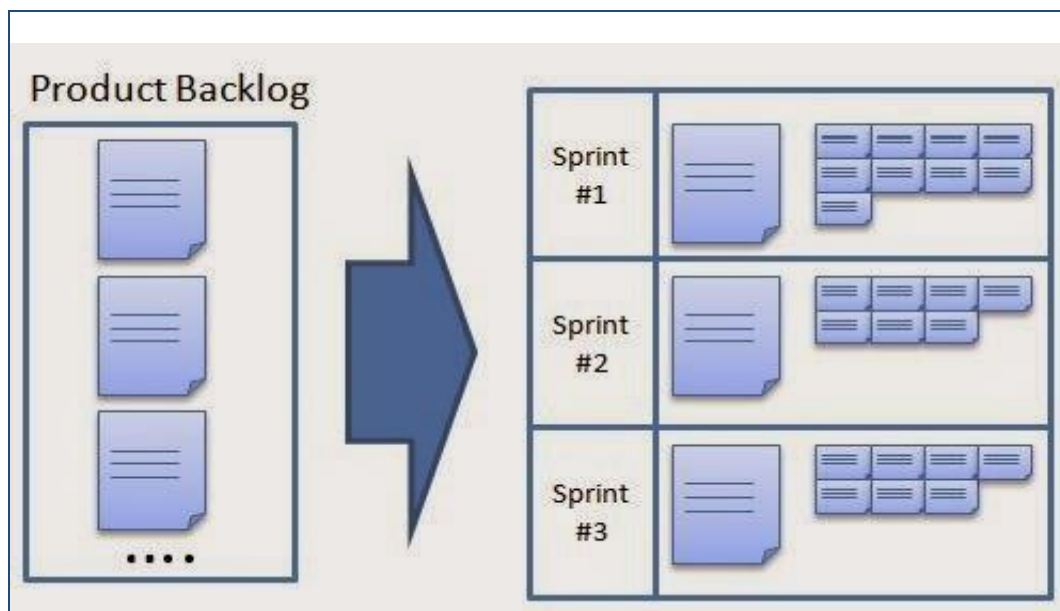 Product Backlog
....
Sprint
#1
Sprint
#2
Sprint
#3